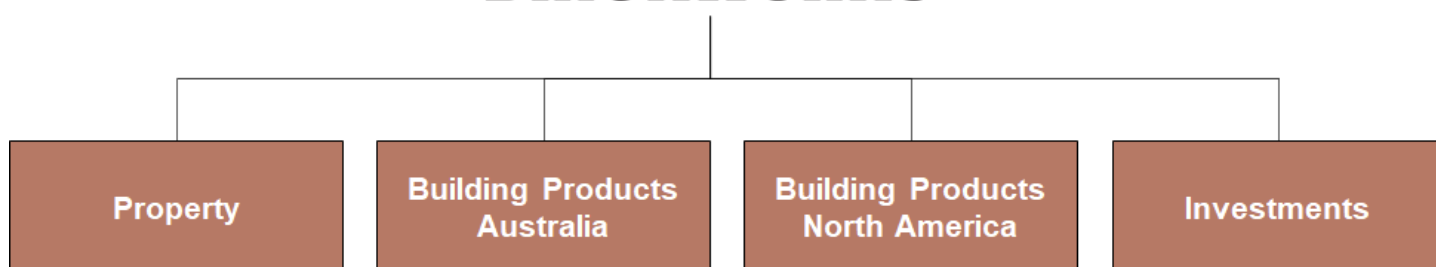 Property
Building Products
Australia
Building Products
North America
Investments